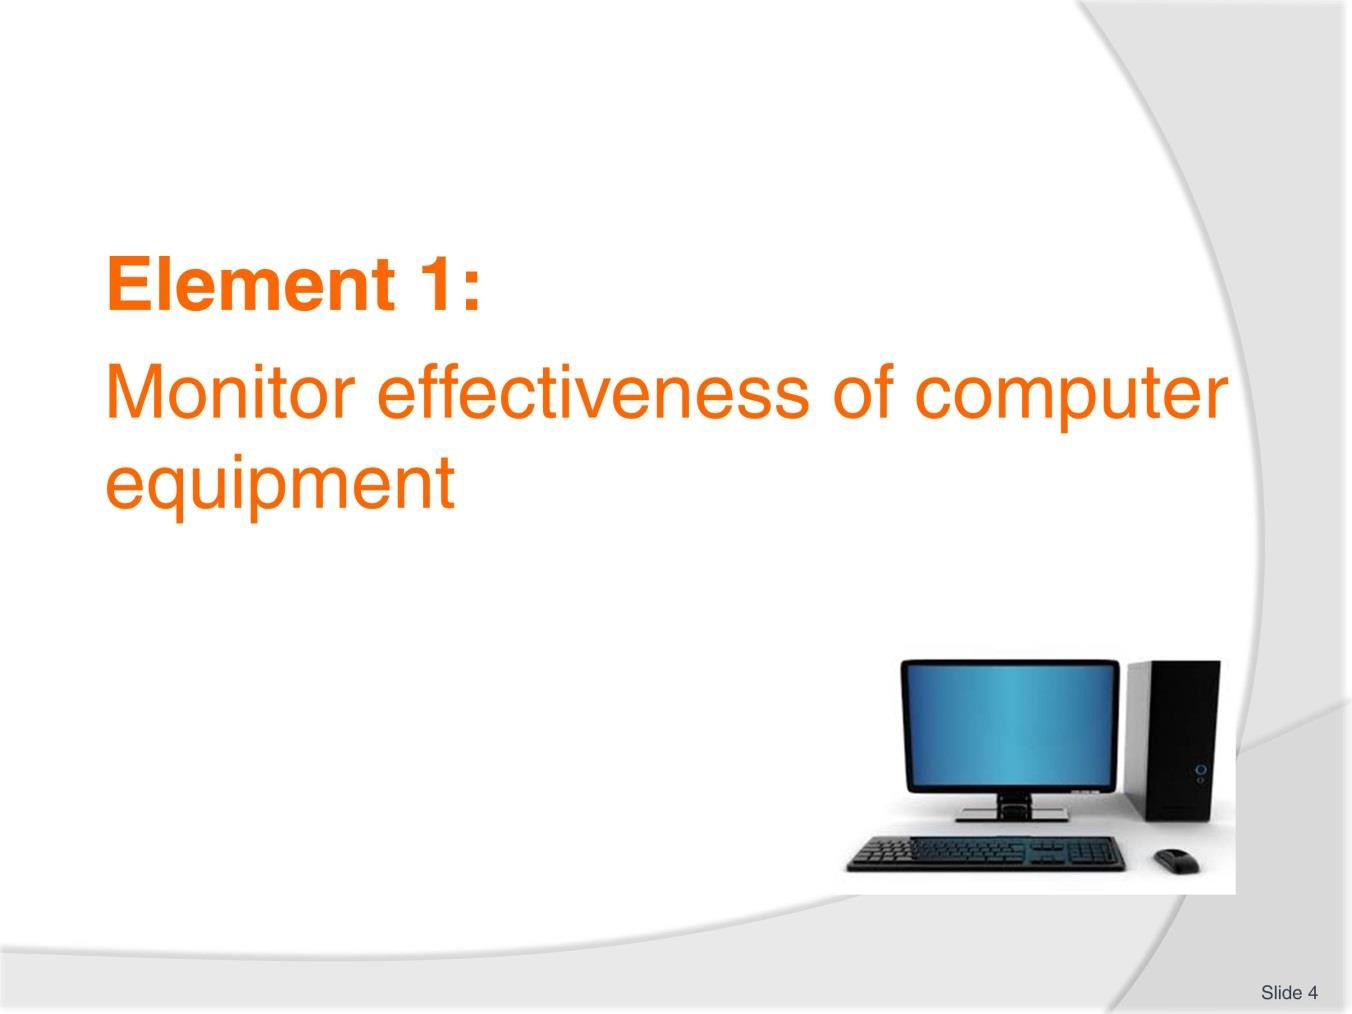 Element 1:
Monitor effectiveness of computer
equipment
Slide 4